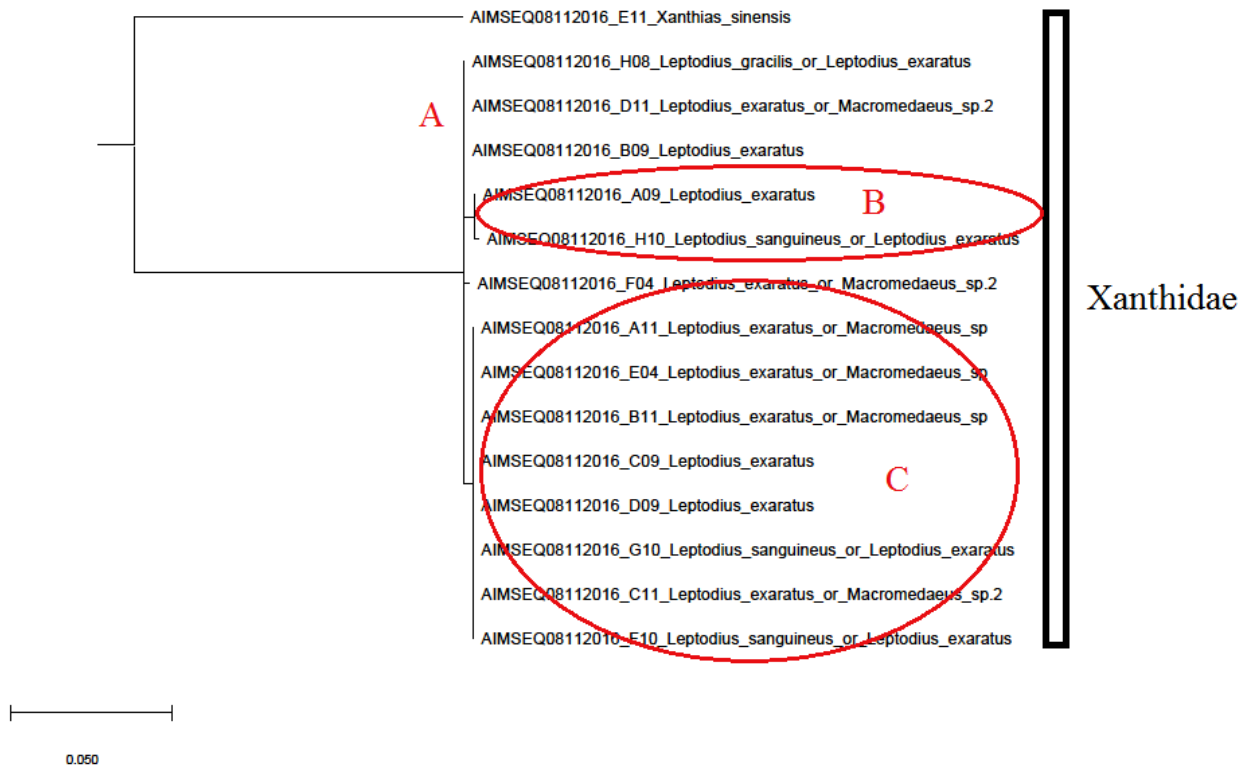 AIMSEQ08112016_E11_Xanthias_sinensis
AIMSEQ08112016_H08_Leptodius_gracilis_or_Leptodius_exaratus
A
AIMSEQ08112016_D11_Leptodius_exaratus_or_Macromedaeus_sp.2
AIMSEQ08112016_B09_Leptodius_exaratus
AIMSEQ08112016_A09_Leptodius_exaratus
B
AIMSEQ08112016_H10_Leptodius_sanguineus_or_Leptodius_exaratus
AIMSEQ08112016_F04_Leptodius_exaratus_or_Macromedaeus_sp.2
Xanthidae
AIMSEQ08112016_A11_Leptodius_exaratus_or_Macromedaeus_sp
AIMSEQ08112016_E04_Leptodius_exaratus_or_Macromedaeus_sp
AIMSEQ08112016_B11_Leptodius_exaratus_or_Macromedaeus_sp
AIMSEQ08112016_C09_Leptodius_exaratus
C
AIMSEQ08112016_D09_Leptodius_exaratus
AIMSEQ08112016_G10_Leptodius_sanguineus_or_Leptodius_exaratus
AIMSEQ08112016_C11_Leptodius_exaratus_or_Macromedaeus_sp.2
AIMSEQ08112016_F10_Leptodius_sanguineus_or_Leptodius_exaratus
0.050